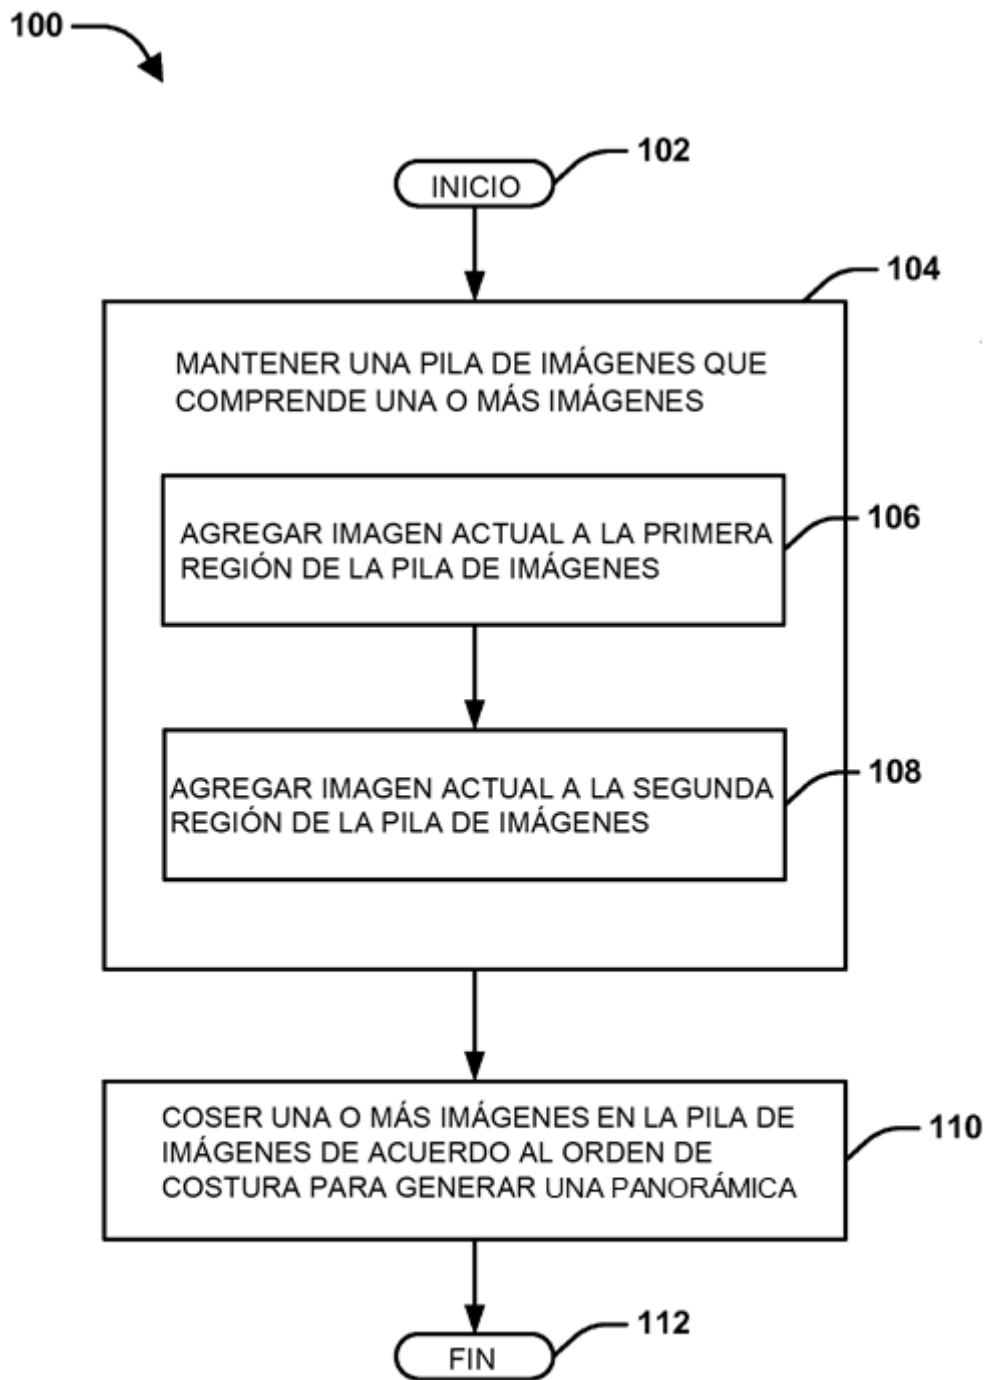 100
102
INICIO
104
MANTENER UNA PILA DE IMÁGENES QUE
COMPRENDE UNA O MÁS IMÁGENES
106
AGREGAR IMAGEN ACTUAL A LA PRIMERA
REGIÓN DE LA PILA DE IMÁGENES
108
AGREGAR IMAGEN ACTUAL A LA SEGUNDA
REGIÓN DE LA PILA DE IMÁGENES
110
COSER UNA O MÁS IMÁGENES EN LA PILA DE
IMÁGENES DE ACUERDO AL ORDEN DE
COSTURA PARA GENERAR UNA PANORÁMICA
112
FIN